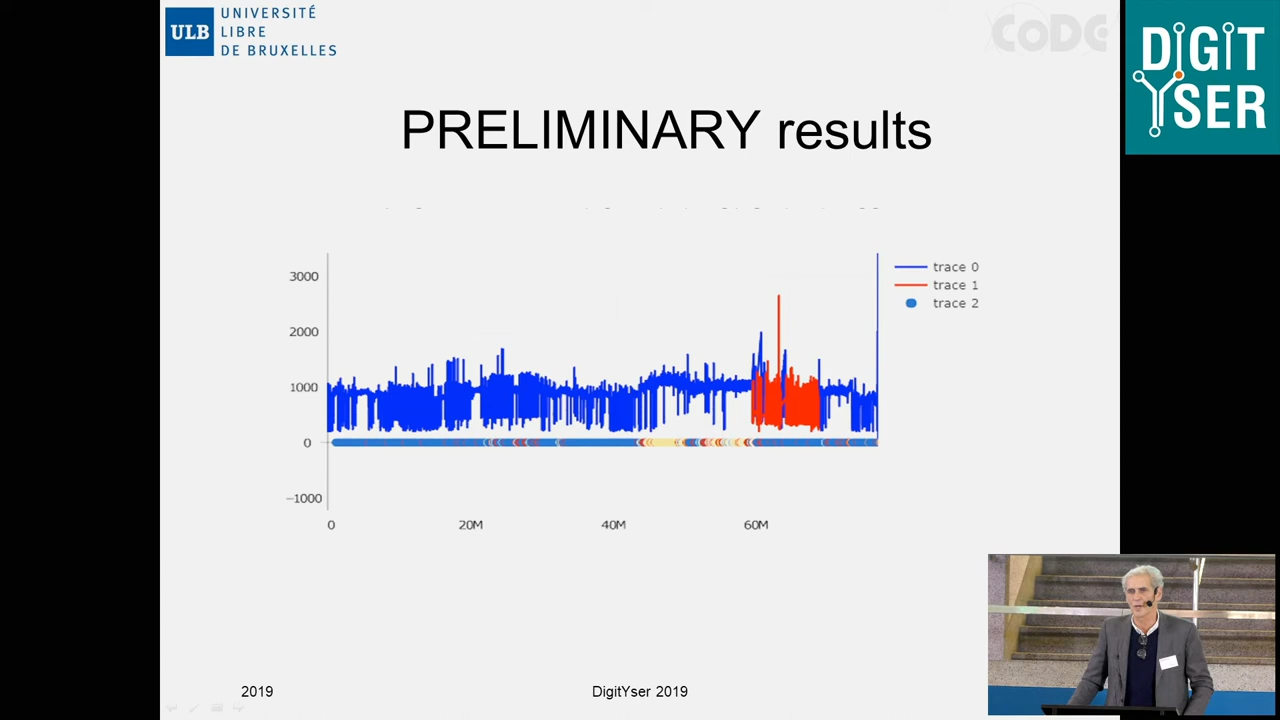 ULB
UNIVERSITÉ
LIBRE
DE BRUXELLES
CoDE
DIGIT
YSER
PRELIMINARY results
3000
2000
1000
0
−1000
0
20M
40M
60M
trace 0
trace 1
trace 2
2019
DigitYser 2019